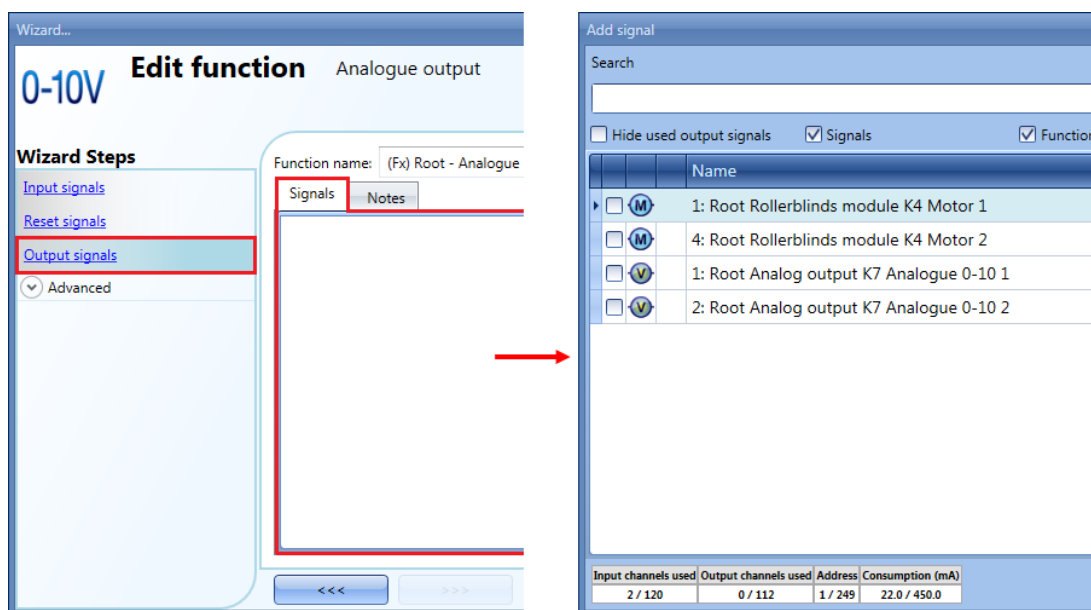 Wizard...
0-10V
Edit function Analogue output
Wizard Steps
Input signals
Reset signals
Output signals
Advanced
Function name: (Fx) Root - Analogue
Signals Notes
<<< >>>
Add signal
Search
Hide used output signals Signals Function
Name
M 1: Root Rollerblinds module K4 Motor 1
M 4: Root Rollerblinds module K4 Motor 2
V 1: Root Analog output K7 Analogue 0-10 1
V 2: Root Analog output K7 Analogue 0-10 2
Input channels used Output channels used Address Consumption (mA)
2 / 120 0 / 112 1 / 249 22.0 / 450.0